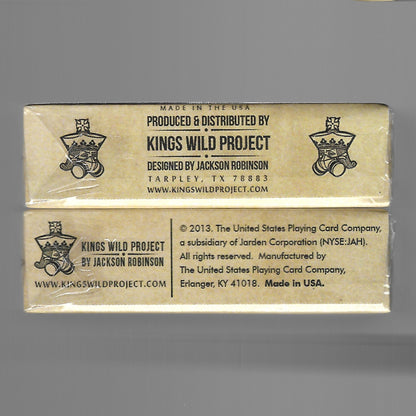 MADE IN THE USA
PRODUCED & DISTRIBUTED BY
KINGS WILD PROJECT
DESIGNED BY JACKSON ROBINSON
TARPLEY, TX 78883
WWW.KINGSWILDPROJECT.COM
KINGS WILD PROJECT
BY JACKSON ROBINSON
WWW.KINGSWILDPROJECT.COM
© 2013. The United States Playing Card Company,
a subsidiary of Jarden Corporation (NYSE:JAH).
All rights reserved. Manufactured by
The United States Playing Card Company,
Erlanger, KY 41018. Made in USA.